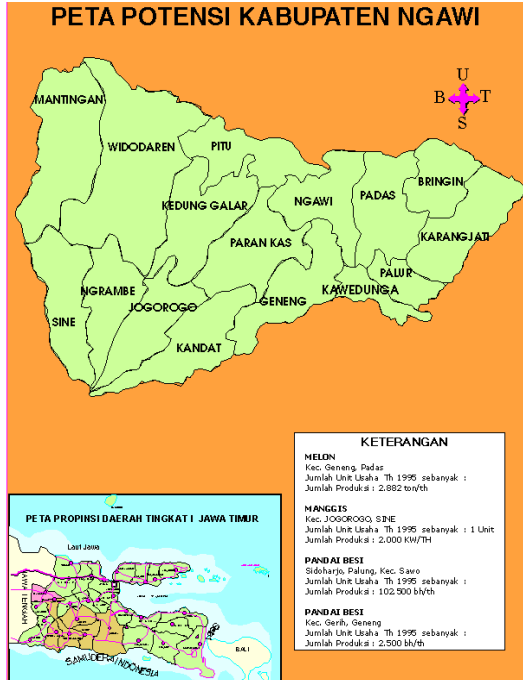 PETA POTENSI KABUPATEN NGAWI
U
B T
S
MANTINGAN
WIDODAREN
PITU
BRINGIN
KEDUNG GALAR
NGAWI
PADAS
PARAN KAS
KARANGJATI
PALUR
NGRAMBE
JOGOROGO
GENENG
KAWEDUNGA
SINE
KANDAT
KETERANGAN
MELON
Kec. Geneng, Padas
Jumlah Unit Usaha Th 1995 sebanyak :
Jumlah Produksi : 2.882 ton/th
MANGGIS
Kec. JOGOROGO, SINE
Jumlah Unit Usaha Th 1995 sebanyak : 1 Unit
Jumlah Produksi : 2.000 KW/TH
PANDAI BESI
Sidoharjo, Palung, Kec. Sawo
Jumlah Unit Usaha Th 1995 sebanyak :
Jumlah Produksi : 102.500 bh/th
PANDAI BESI
Kec. Gerih, Geneng
Jumlah Unit Usaha Th 1995 sebanyak :
Jumlah Produksi : 2.500 bh/th
PETA PROPINSI DAERAH TINGKAT I JAWA TIMUR
Laut Jawa
JAWA TENGAH
BALI
SAMUDERA INDONESIA